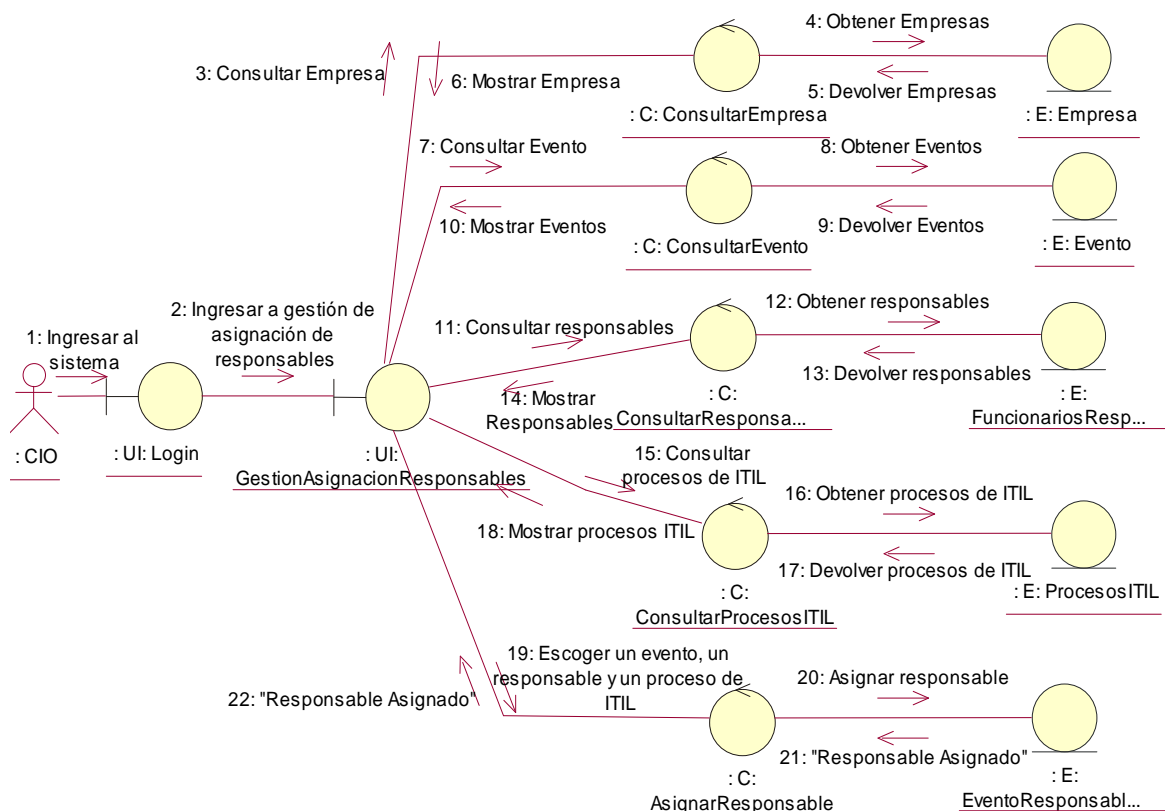 4: Obtener Empresas
3: Consultar Empresa
6: Mostrar Empresa
5: Devolver Empresas
: C: ConsultarEmpresa
: E: Empresa
7: Consultar Evento
8: Obtener Eventos
10: Mostrar Eventos
9: Devolver Eventos
: C: ConsultarEvento
: E: Evento
1: Ingresar al
sistema
2: Ingresar a gestión de
asignación de
responsables
11: Consultar responsables
12: Obtener responsables
14: Mostrar
Responsables
13: Devolver responsables
: C:
ConsultarResponsa...
: E:
FuncionariosResp...
: CIO
: UI: Login
: UI:
GestionAsignacionResponsables
15: Consultar
procesos de ITIL
16: Obtener procesos de ITIL
18: Mostrar procesos ITIL
17: Devolver procesos de ITIL
: C:
ConsultarProcesosITIL
: E: ProcesosITIL
19: Escoger un evento, un
responsable y un proceso de
ITIL
20: Asignar responsable
22: "Responsable Asignado"
21: "Responsable Asignado"
: C:
AsignarResponsable
: E:
EventoResponsabl...